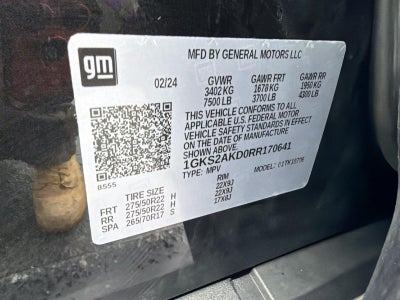 gm
MFD BY GENERAL MOTORS LLC
02/24 GVWR GAWR FRT GAWR RR
3402 KG 1678 KG 1950 KG
7500 LB 3700 LB 4300 LB
THIS VEHICLE CONFORMS TO ALL
APPLICABLE U.S. FEDERAL MOTOR
VEHICLE SAFETY STANDARDS IN EFFECT
ON THE DATE OF MANUFACTURE
SHOWN ABOVE.
1GKS2AKD0RR170641
TYPE: MPV MODEL:
8555
TIRE SIZE RIM
FRT 275/50R22 H 22X9J
RR 275/50R22 H 22X9J
SPA 265/70R17 S 17X8J